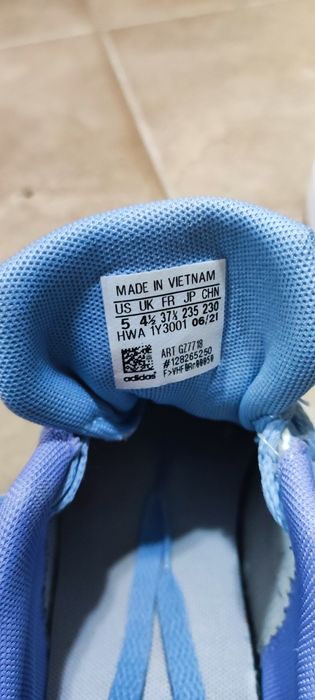 MADE IN VIETNAM
US UK FR JP CHN
5 4½ 37⅓ 235 230
HWA 1Y3001 06/21
ART GZ7718
#128265250
adidas